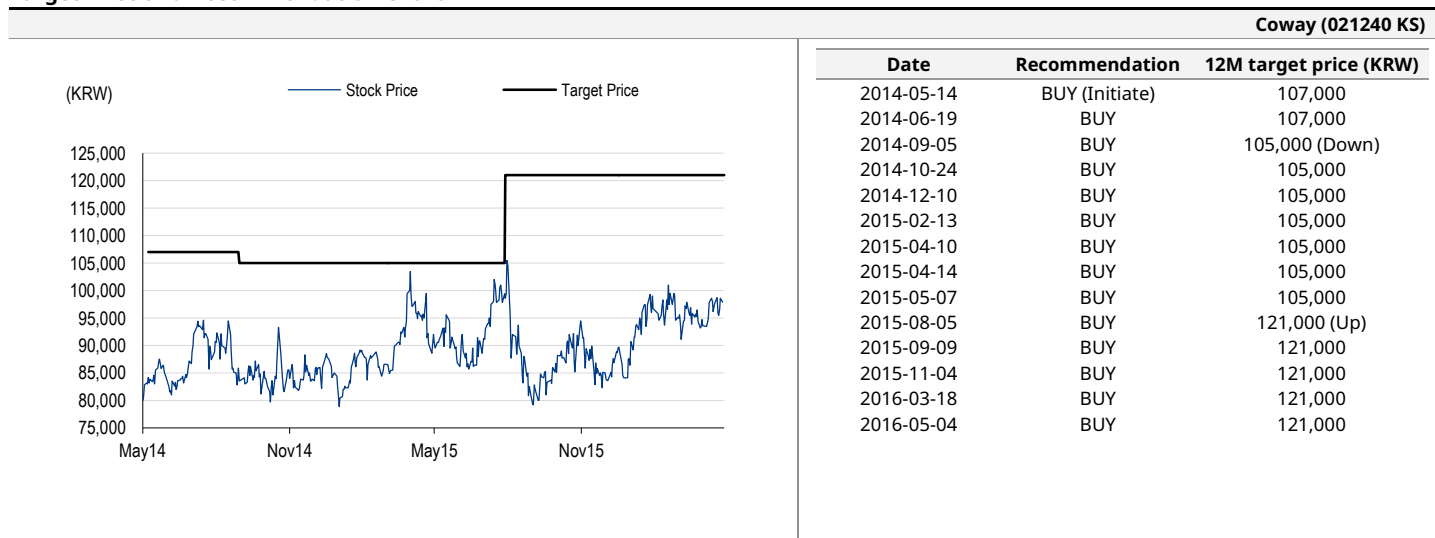 Coway (021240 KS)
(KRW)
Stock Price
Target Price
125,000
120,000
115,000
110,000
105,000
100,000
95,000
90,000
85,000
80,000
75,000
May14 Nov14 May15 Nov15
Date Recommendation 12M target price (KRW)
2014-05-14 BUY (Initiate) 107,000
2014-06-19 BUY 107,000
2014-09-05 BUY 105,000 (Down)
2014-10-24 BUY 105,000
2014-12-10 BUY 105,000
2015-02-13 BUY 105,000
2015-04-10 BUY 105,000
2015-04-14 BUY 105,000
2015-05-07 BUY 105,000
2015-08-05 BUY 121,000 (Up)
2015-09-09 BUY 121,000
2015-11-04 BUY 121,000
2016-03-18 BUY 121,000
2016-05-04 BUY 121,000